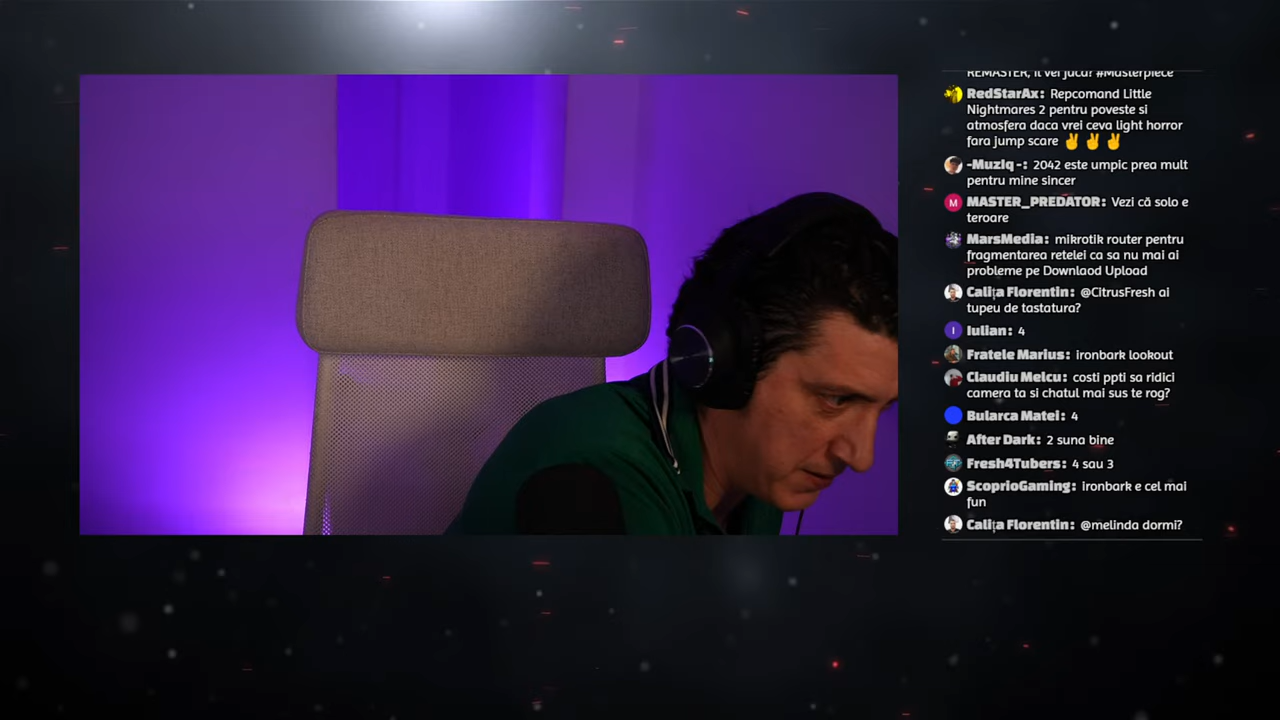 REMASTER, il vei juca? #Masterpiece
RedStarAx: Repcomand Little
Nightmares 2 pentru poveste si
atmosfera daca vrei ceva light horror
fara jump scare ✌️ ✌️ ✌️
-MuzIq-: 2042 este umpic prea mult
pentru mine sincer
M MASTER_PREDATOR: Vezi că solo e
teroare
MarsMedia: mikrotik router pentru
fragmentarea retelei ca sa nu mai ai
probleme pe Downlaod Upload
Calița Florentin: @CitrusFresh ai
tupeu de tastatura?
I Iulian: 4
Fratele Marius: ironbark lookout
Claudiu Melcu: costi ppti sa ridici
camera ta si chatul mai sus te rog?
Bularca Matei: 4
After Dark: 2 suna bine
Fresh4Tubers: 4 sau 3
ScoprioGaming: ironbark e cel mai
fun
Calița Florentin: @melinda dormi?